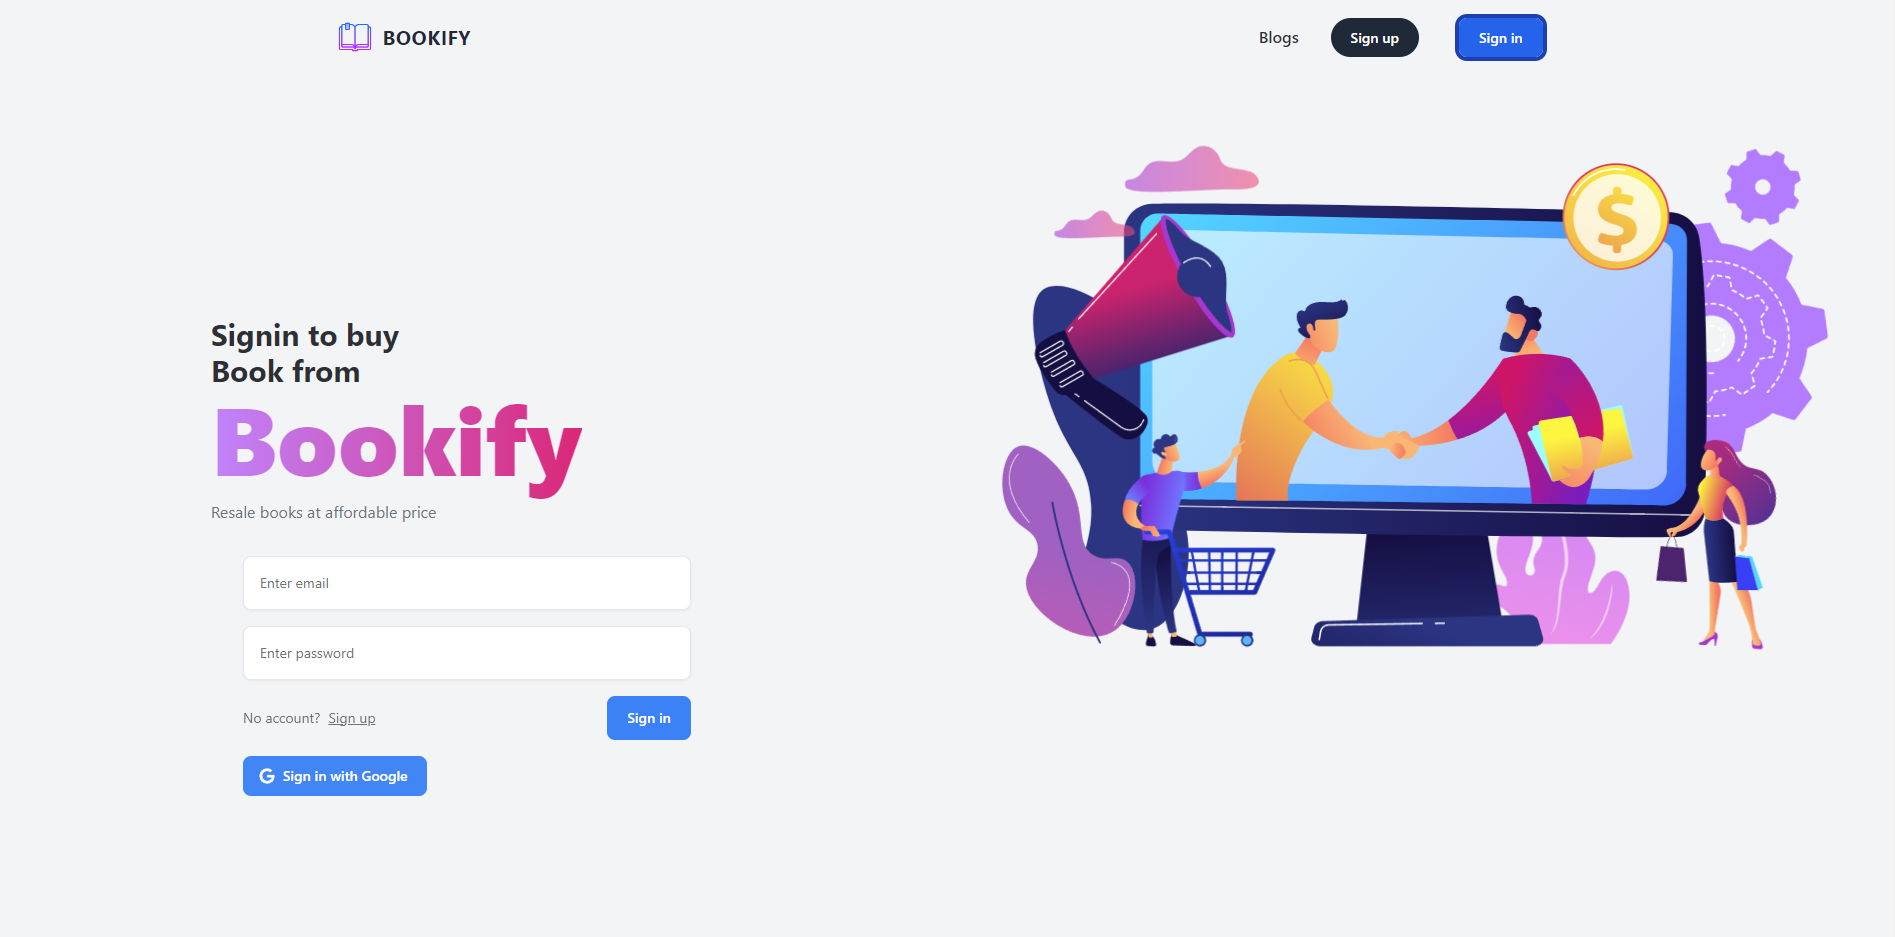 BOOKIFY
Blogs
Sign up
Sign in
$
Signin to buy
Book from
Bookify
Resale books at affordable price
Enter email
Enter password
No account? Sign up
Sign in
G Sign in with Google